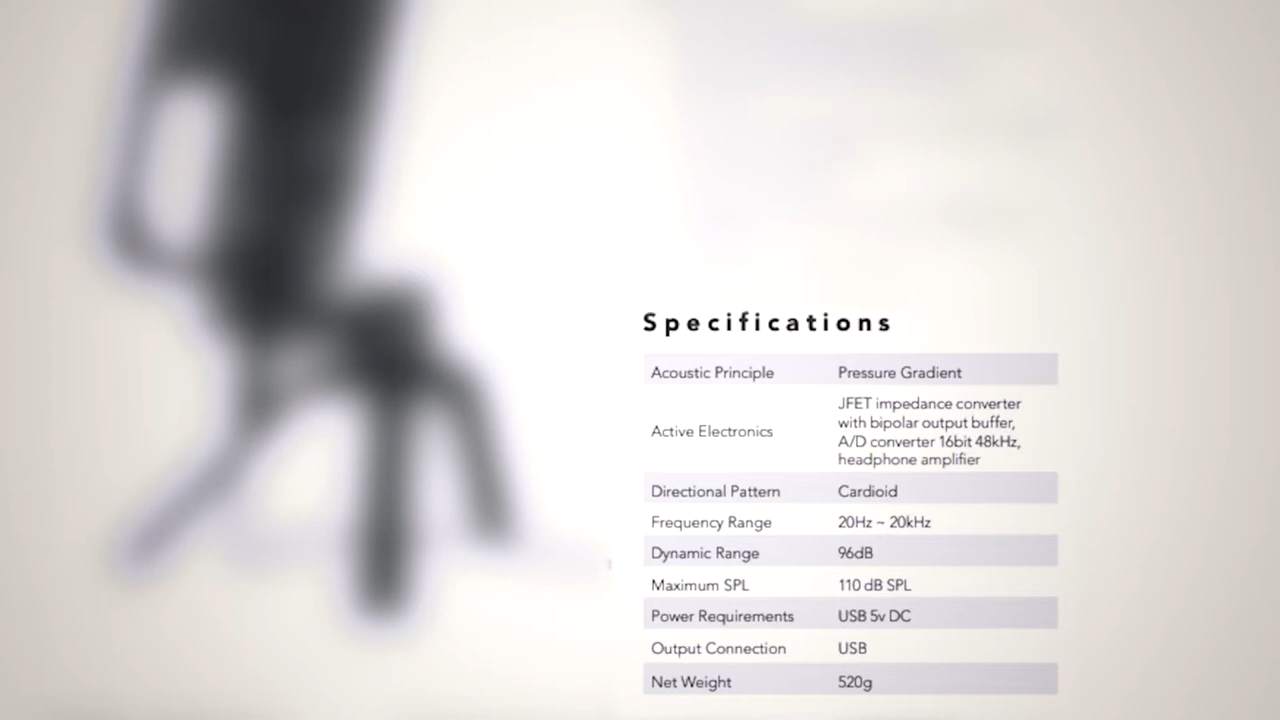 Specifications
Acoustic Principle Pressure Gradient
Active Electronics JFET impedance converter
with bipolar output buffer,
A/D converter 16bit 48kHz,
headphone amplifier
Directional Pattern Cardioid
Frequency Range 20Hz ~ 20kHz
Dynamic Range 96dB
Maximum SPL 110 dB SPL
Power Requirements USB 5v DC
Output Connection USB
Net Weight 520g